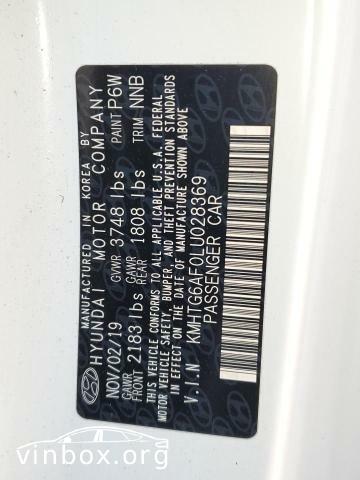 MANUFACTURED IN KOREA BY
HYUNDAI MOTOR COMPANY
NOV/02/19 GVWR 3748 lbs PAINT P6W
GAWR FRONT 2183 lbs GAWR REAR 1808 lbs TRIM NNB
THIS VEHICLE CONFORMS TO ALL APPLICABLE U.S.A. FEDERAL
MOTOR VEHICLE SAFETY, BUMPER, AND THEFT PREVENTION STANDARDS
IN EFFECT ON THE DATE OF MANUFACTURE SHOWN ABOVE.
V.I.N KMHTG6AF0LU028369
PASSENGER CAR
vinbox.org